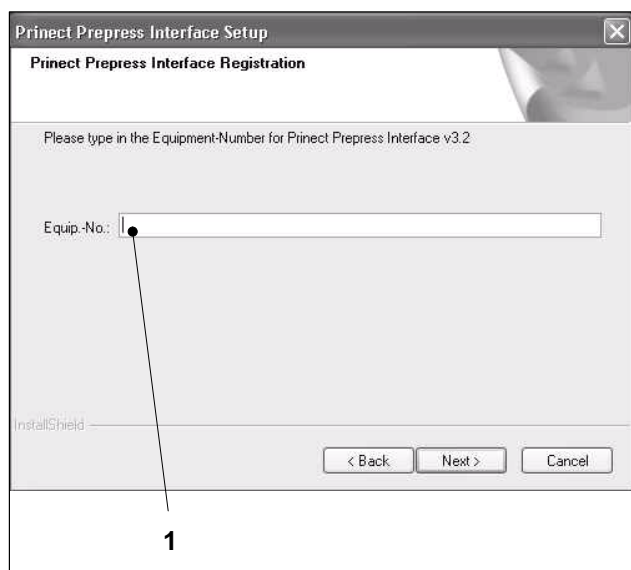 Prinect Prepress Interface Setup
Prinect Prepress Interface Registration
Please type in the Equipment-Number for Prinect Prepress Interface v3.2
Equip.-No.:
InstallShield
< Back Next > Cancel
1